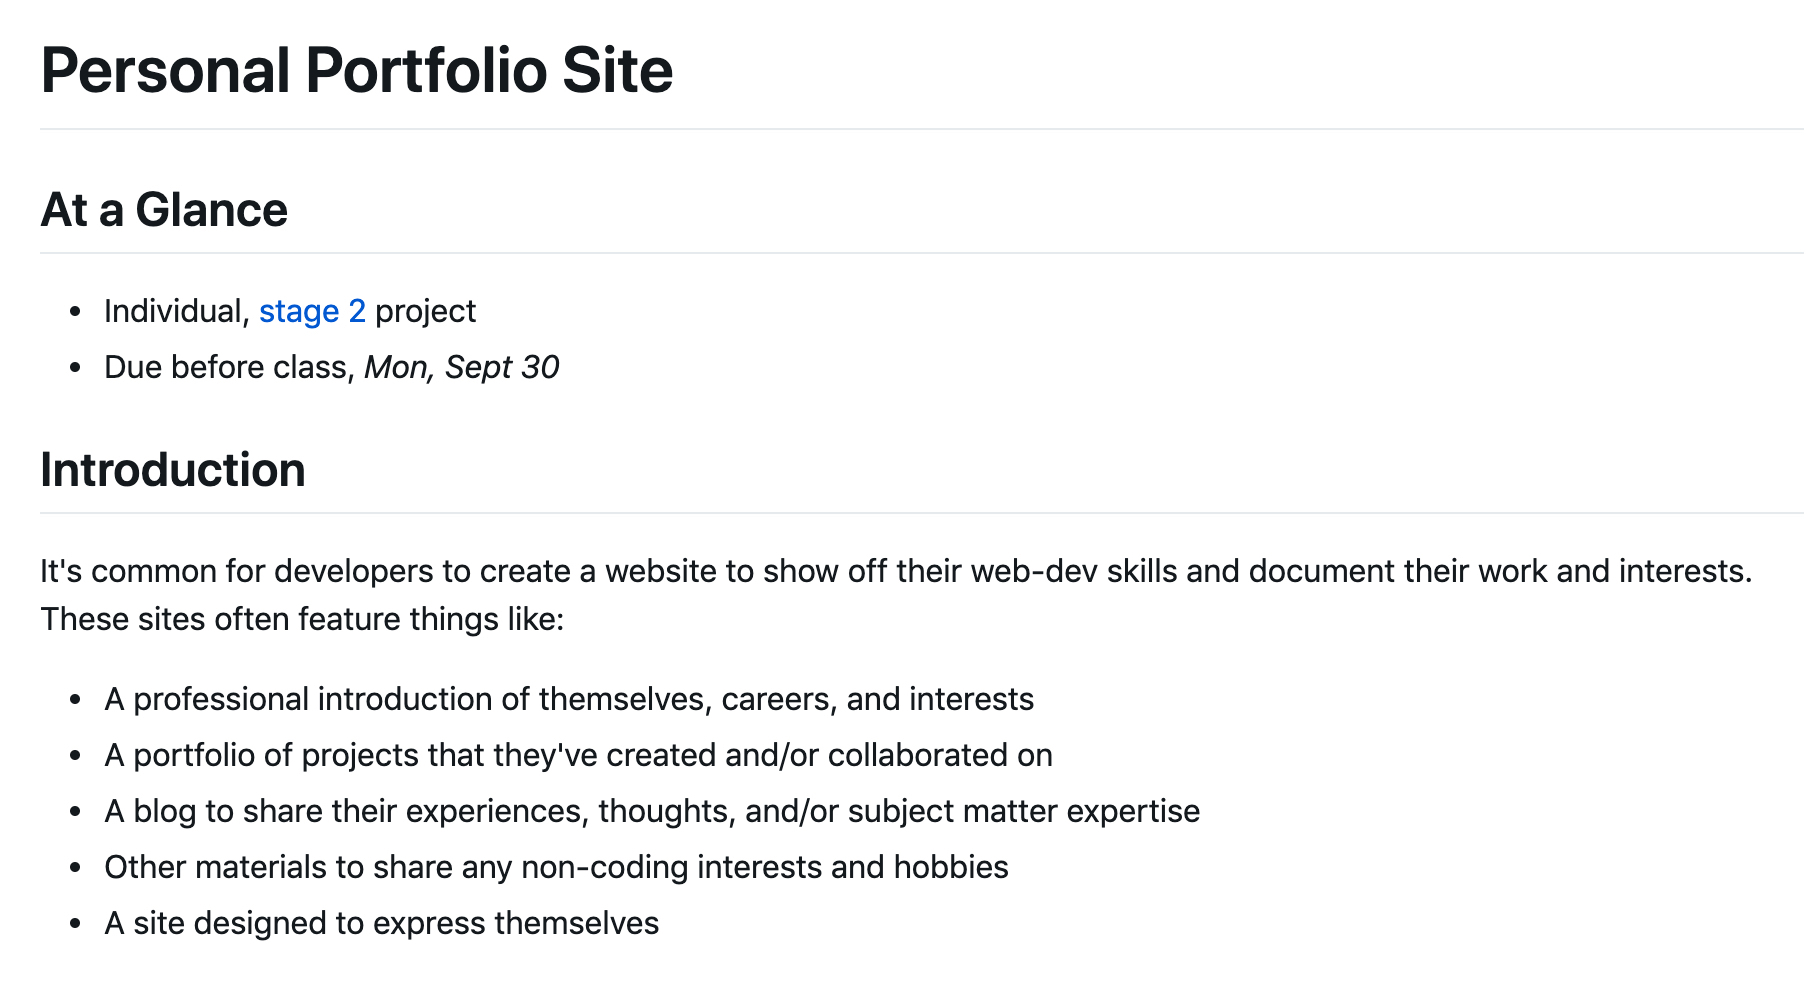 Personal Portfolio Site
At a Glance
Individual, stage 2 project
Due before class, Mon, Sept 30
Introduction
It's common for developers to create a website to show off their web-dev skills and document their work and interests.
These sites often feature things like:
A professional introduction of themselves, careers, and interests
A portfolio of projects that they've created and/or collaborated on
A blog to share their experiences, thoughts, and/or subject matter expertise
Other materials to share any non-coding interests and hobbies
A site designed to express themselves